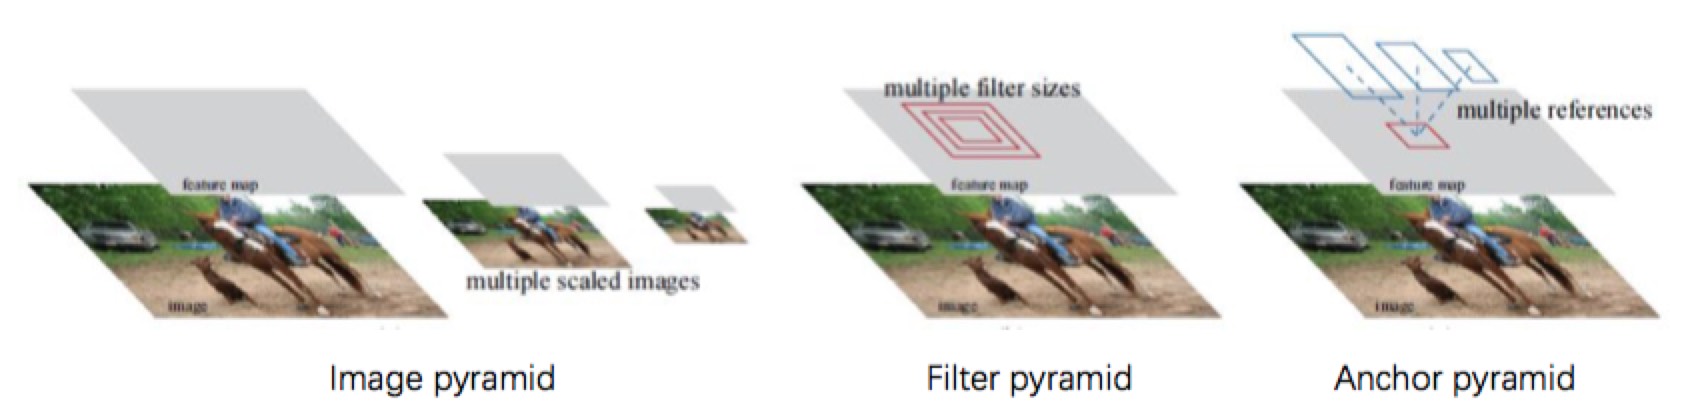 feature map
image
multiple scaled images
Image pyramid
multiple filter sizes
feature map
image
Filter pyramid
multiple references
feature map
image
Anchor pyramid